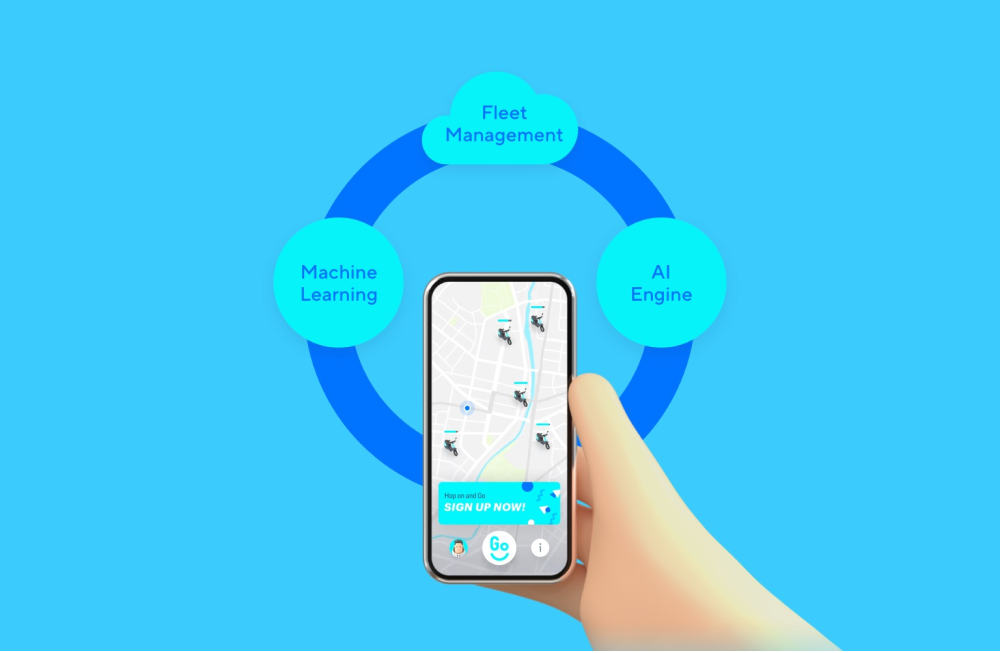 Fleet
Management
Machine
Learning
AI
Engine
Hop on and Go
SIGN UP NOW!
Go
i